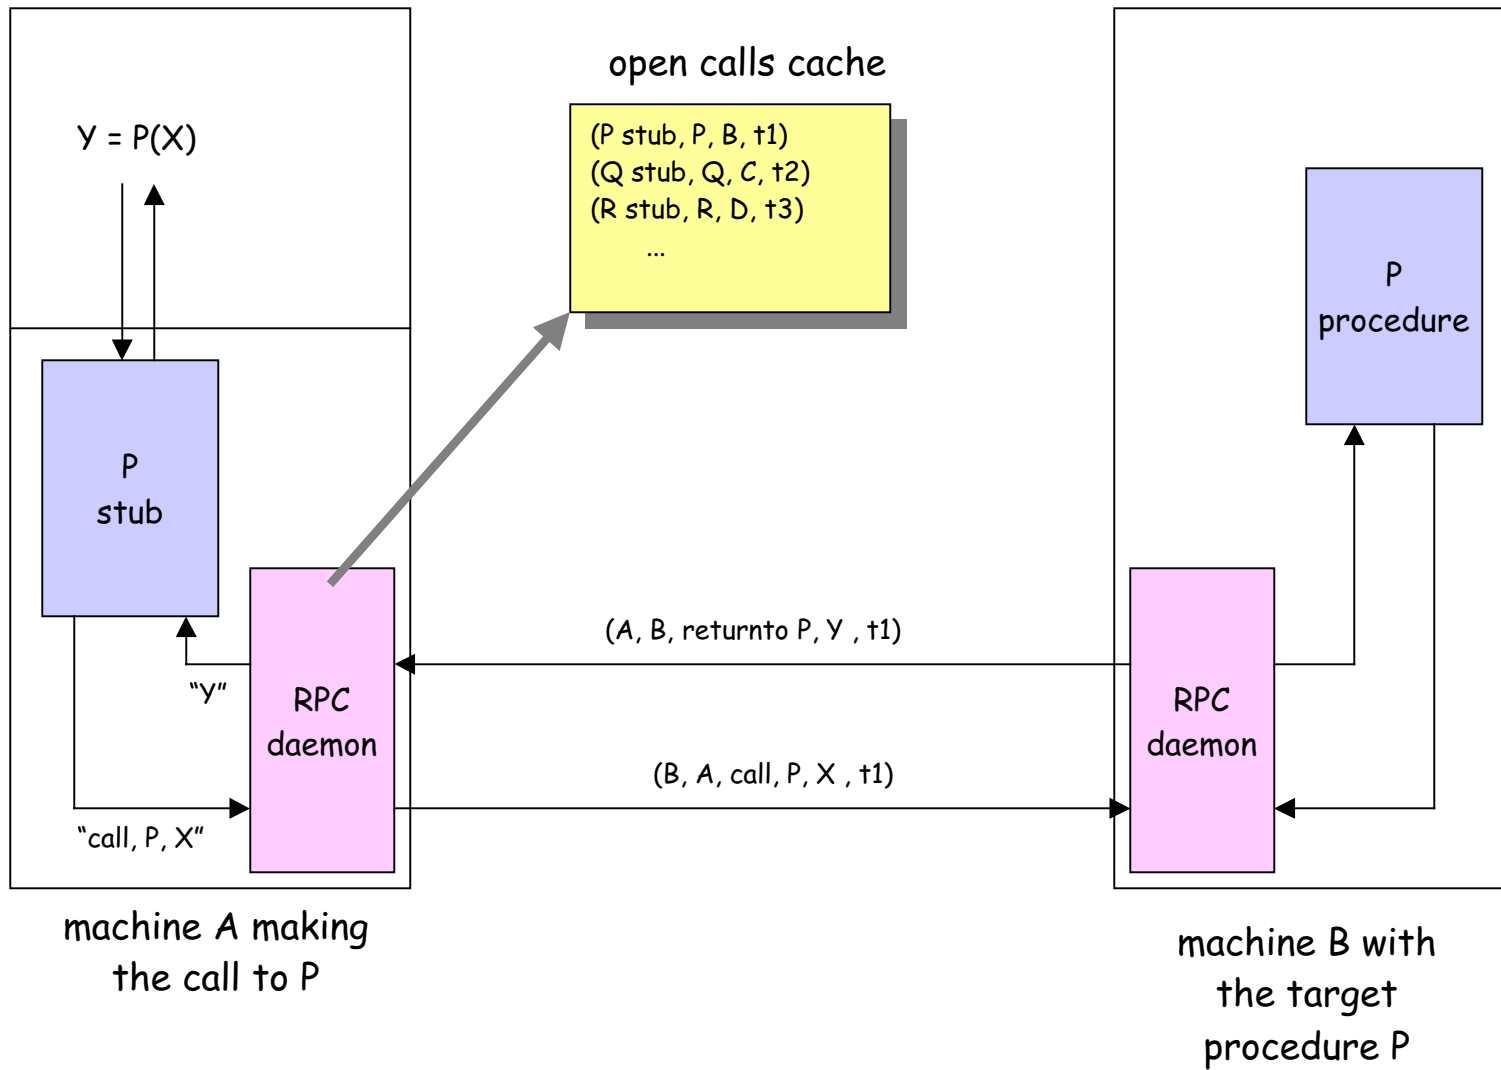 open calls cache
Y = P(X)
(P stub, P, B, t1)
(Q stub, Q, C, t2)
(R stub, R, D, t3)
...
P
procedure
P
stub
(A, B, returnto P, Y , t1)
“Y”
RPC
daemon
RPC
daemon
(B, A, call, P, X , t1)
“call, P, X”
machine A making
the call to P
machine B with
the target
procedure P